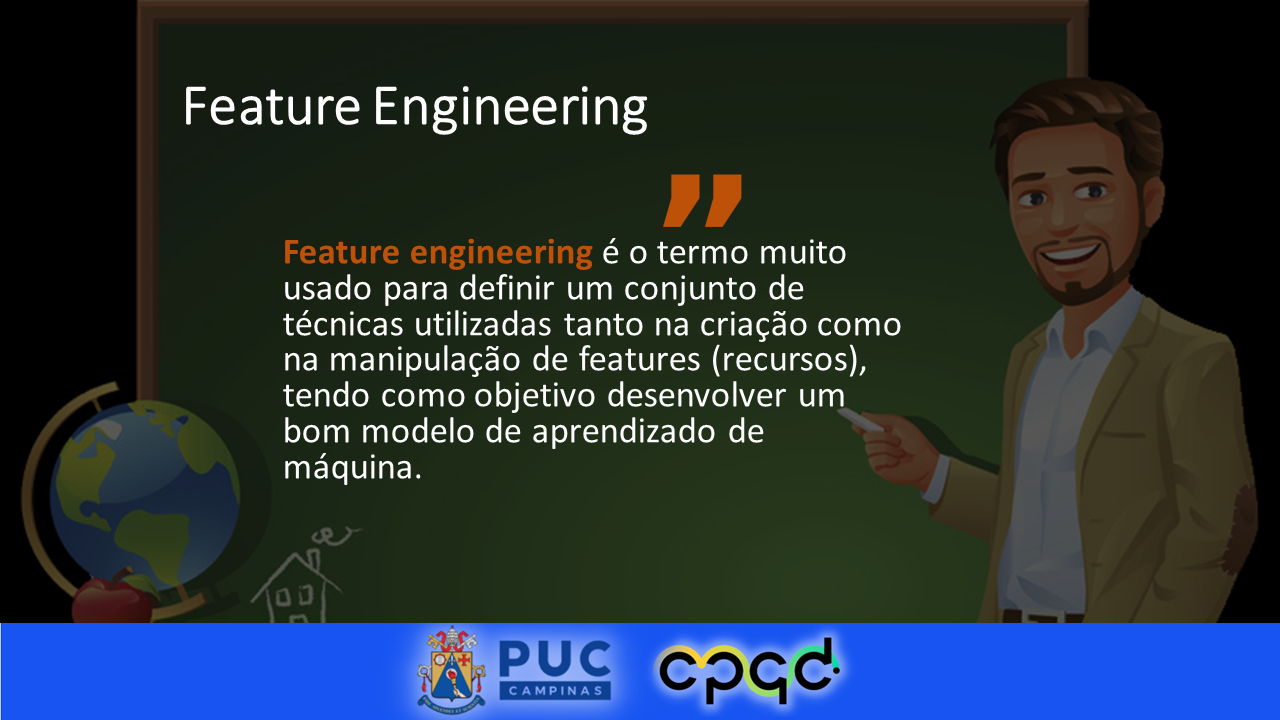 Feature Engineering
”
Feature engineering é o termo muito
usado para definir um conjunto de
técnicas utilizadas tanto na criação como
na manipulação de features (recursos),
tendo como objetivo desenvolver um
bom modelo de aprendizado de
máquina.
PUC
CAMPINAS
cpqd